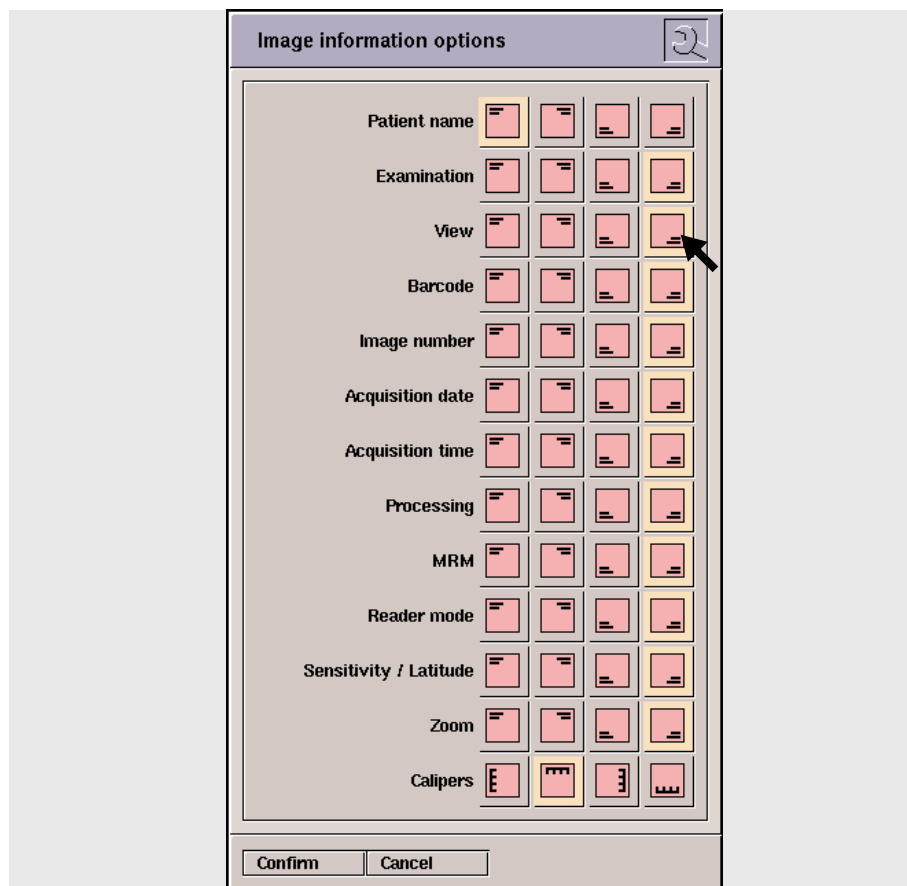 Image information options
Patient name
Examination
View
Barcode
Image number
Acquisition date
Acquisition time
Processing
MRM
Reader mode
Sensitivity / Latitude
Zoom
Calipers
Confirm Cancel